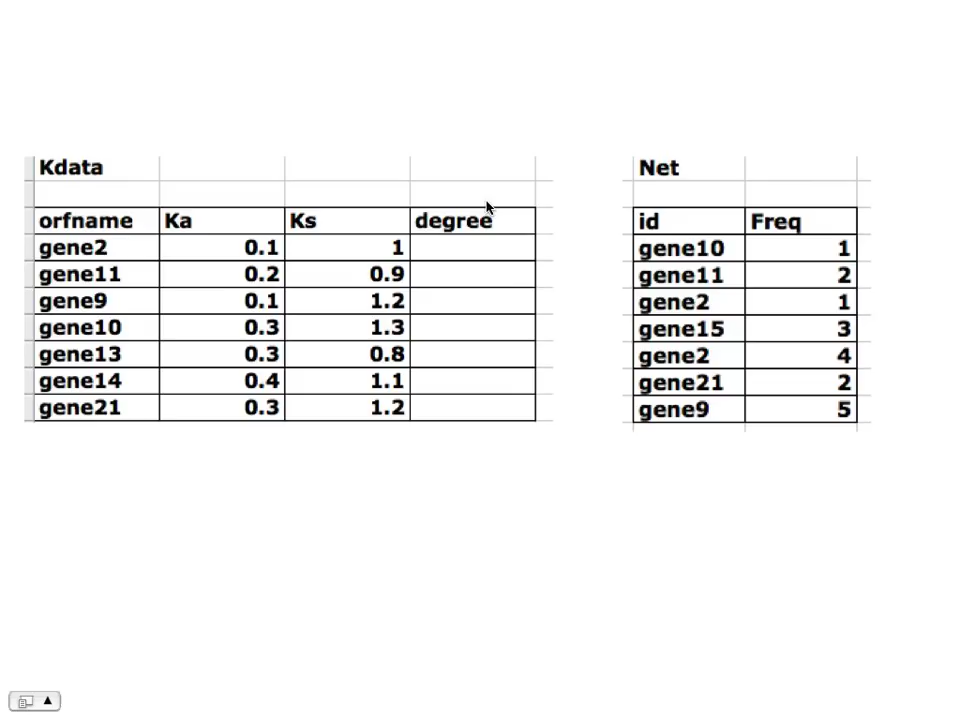 Kdata
orfname Ka Ks degree
gene2 0.1 1
gene11 0.2 0.9
gene9 0.1 1.2
gene10 0.3 1.3
gene13 0.3 0.8
gene14 0.4 1.1
gene21 0.3 1.2
Net
id Freq
gene10 1
gene11 2
gene2 1
gene15 3
gene2 4
gene21 2
gene9 5